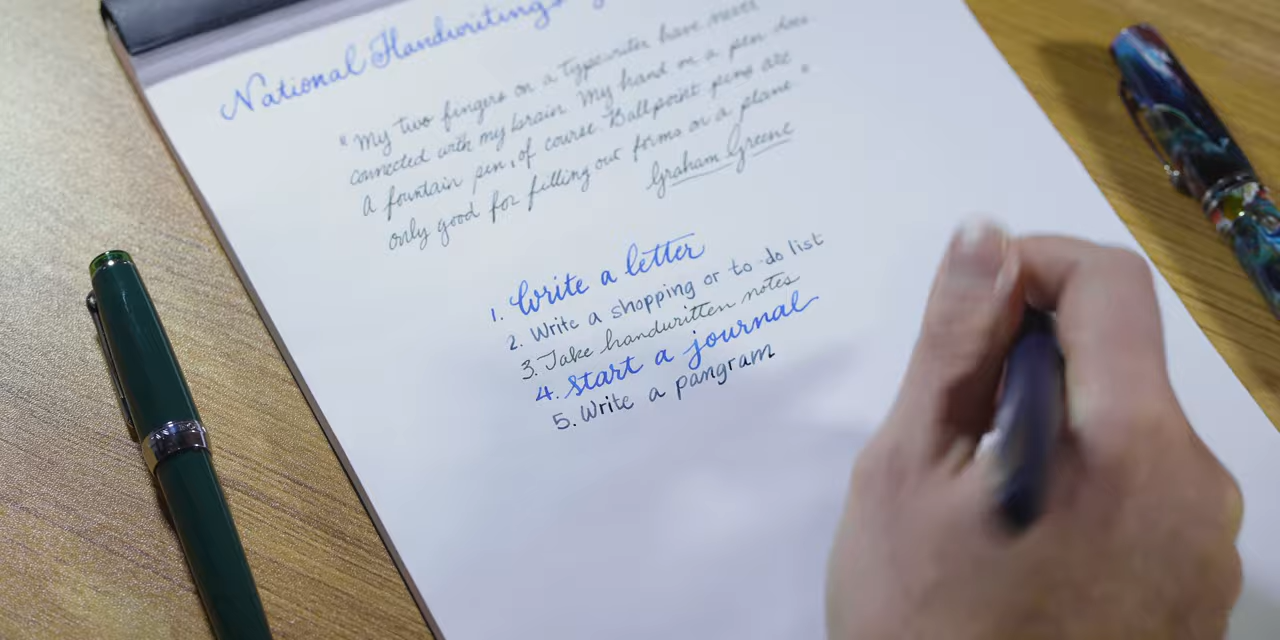 National Handwriting
"My two fingers on a typewriter have never
connected with my brain. My hand on a pen does.
A fountain pen, of course. Ballpoint pens are
only good for filling out forms on a plane."
Graham Greene
1. Write a letter
2. Write a shopping or to-do list
3. Take handwritten notes
4. Start a journal
5. Write a pangram